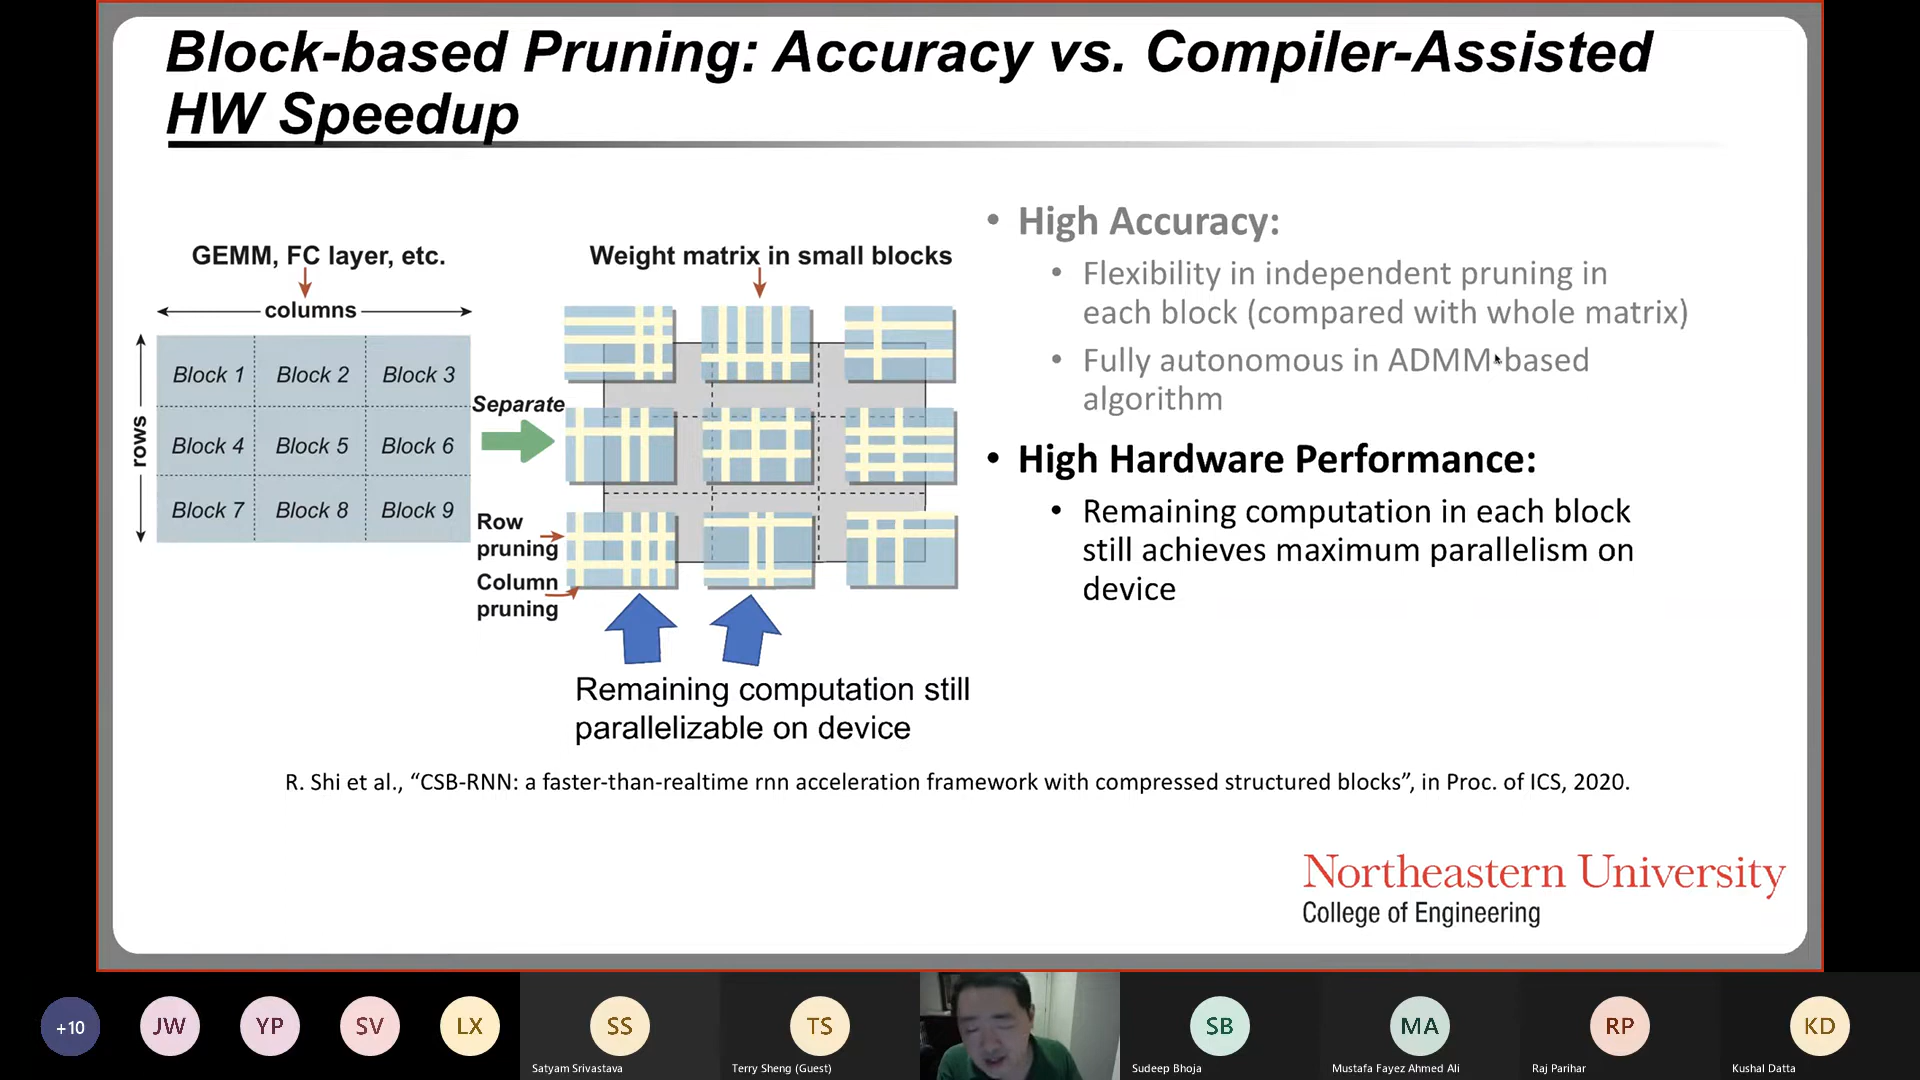 Block-based Pruning: Accuracy vs. Compiler-Assisted
HW Speedup
GEMM, FC layer, etc.
columns
rows
Block 1 Block 2 Block 3
Block 4 Block 5 Block 6
Block 7 Block 8 Block 9
Separate
Weight matrix in small blocks
Row
pruning
Column
pruning
Remaining computation still
parallelizable on device
• High Accuracy:
• Flexibility in independent pruning in
each block (compared with whole matrix)
• Fully autonomous in ADMM-based
algorithm
• High Hardware Performance:
• Remaining computation in each block
still achieves maximum parallelism on
device
R. Shi et al., “CSB-RNN: a faster-than-realtime rnn acceleration framework with compressed structured blocks”, in Proc. of ICS, 2020.
Northeastern University
College of Engineering
+10 JW YP SV LX SS TS SB MA RP KD
Satyam Srivastava Terry Sheng (Guest) Sudeep Bhoja Mustafa Fayez Ahmed Ali Raj Parihar Kushal Datta